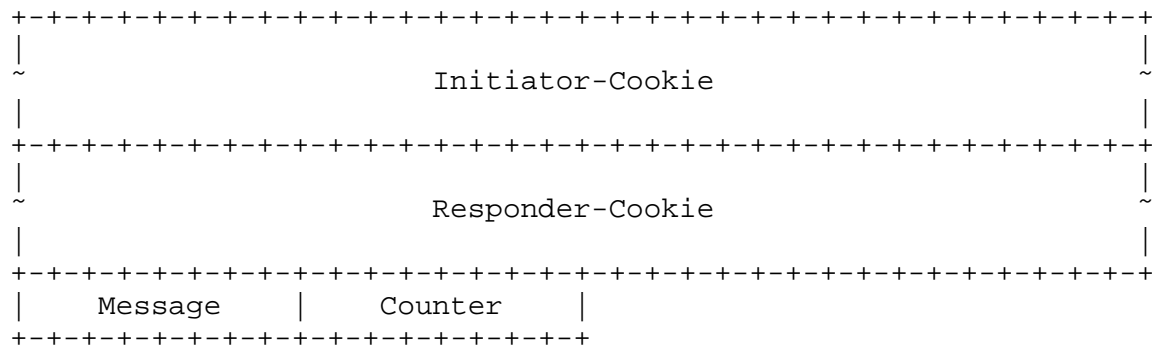 +-+-+-+-+-+-+-+-+-+-+-+-+-+-+-+-+-+-+-+-+-+-+-+-+-+-+-+-+-+-+-+-+
|                                                               |
~                       Initiator-Cookie                        ~
|                                                               |
+-+-+-+-+-+-+-+-+-+-+-+-+-+-+-+-+-+-+-+-+-+-+-+-+-+-+-+-+-+-+-+-+
|                                                               |
~                       Responder-Cookie                        ~
|                                                               |
+-+-+-+-+-+-+-+-+-+-+-+-+-+-+-+-+-+-+-+-+-+-+-+-+-+-+-+-+-+-+-+-+
|    Message    |    Counter    |
+-+-+-+-+-+-+-+-+-+-+-+-+-+-+-+-+